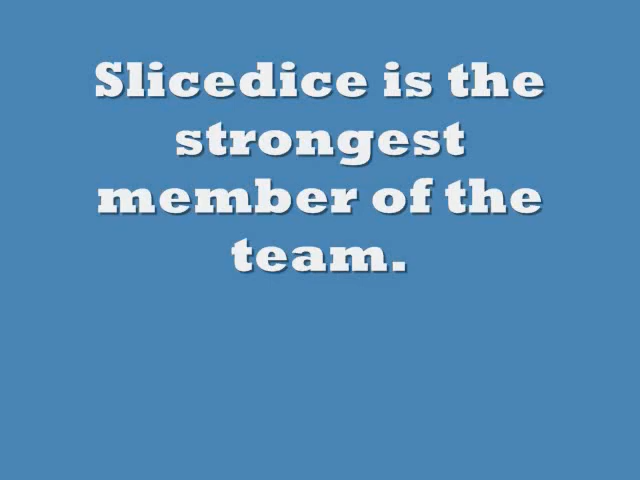 Slicedice is the
strongest
member of the
team.